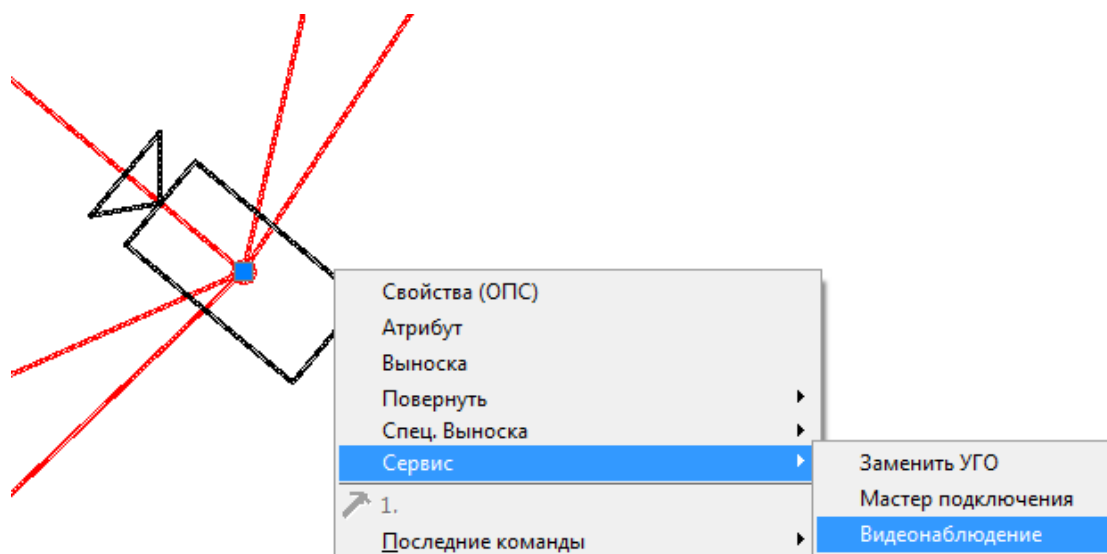 Свойства (ОПС)
Атрибут
Выноска
Повернуть
Спец. Выноска
Сервис
Заменить УГО
1.
Мастер подключения
Последние команды
Видеонаблюдение